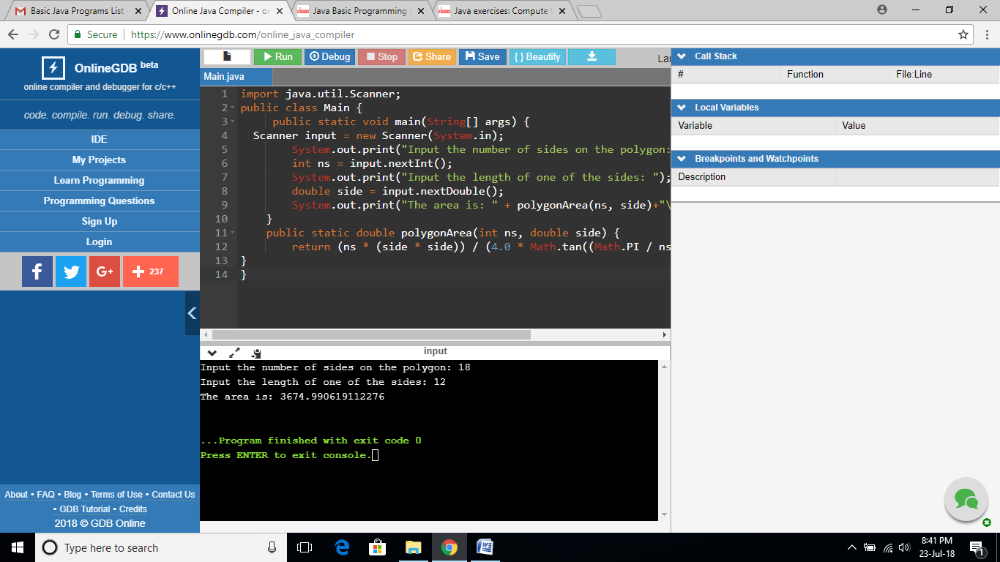 Basic Java Programs List -
Online Java Compiler - or
Java Basic Programming
Java exercises: Compute
Secure
https://www.onlinegdb.com/online_java_compiler
OnlineGDB beta
online compiler and debugger for c/c++
code. compile. run. debug. share.
IDE
My Projects
Learn Programming
Programming Questions
Sign Up
Login
237
About • FAQ • Blog • Terms of Use • Contact Us
• GDB Tutorial • Credits
2018 © GDB Online
Run Debug Stop Share Save { } Beautify Lar
Main.java
1 import java.util.Scanner;
2 public class Main {
3 public static void main(String[] args) {
4 Scanner input = new Scanner(System.in);
5 System.out.print("Input the number of sides on the polygon:
6 int ns = input.nextInt();
7 System.out.print("Input the length of one of the sides: ");
8 double side = input.nextDouble();
9 System.out.print("The area is: " + polygonArea(ns, side)+"\
10 }
11 public static double polygonArea(int ns, double side) {
12 return (ns * (side * side)) / (4.0 * Math.tan((Math.PI / ns
13 }
14 }
input
Input the number of sides on the polygon: 18
Input the length of one of the sides: 12
The area is: 3674.990619112276
...Program finished with exit code 0
Press ENTER to exit console.
Call Stack
# Function File:Line
Local Variables
Variable Value
Breakpoints and Watchpoints
Description
Type here to search
8:41 PM
23-Jul-18
1